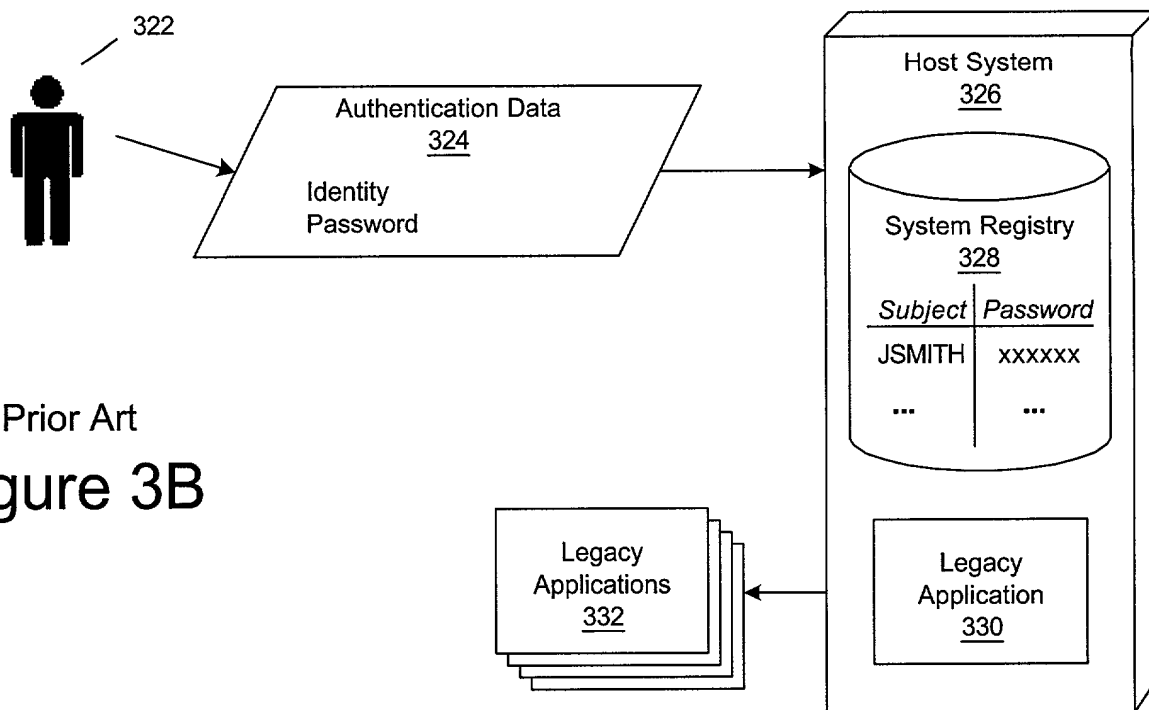 322
Authentication Data
324
Identity
Password
Host System
326
System Registry
328
Subject Password
JSMITH xxxxxx
... ...
Prior Art
gure 3B
Legacy
Applications
332
Legacy
Application
330